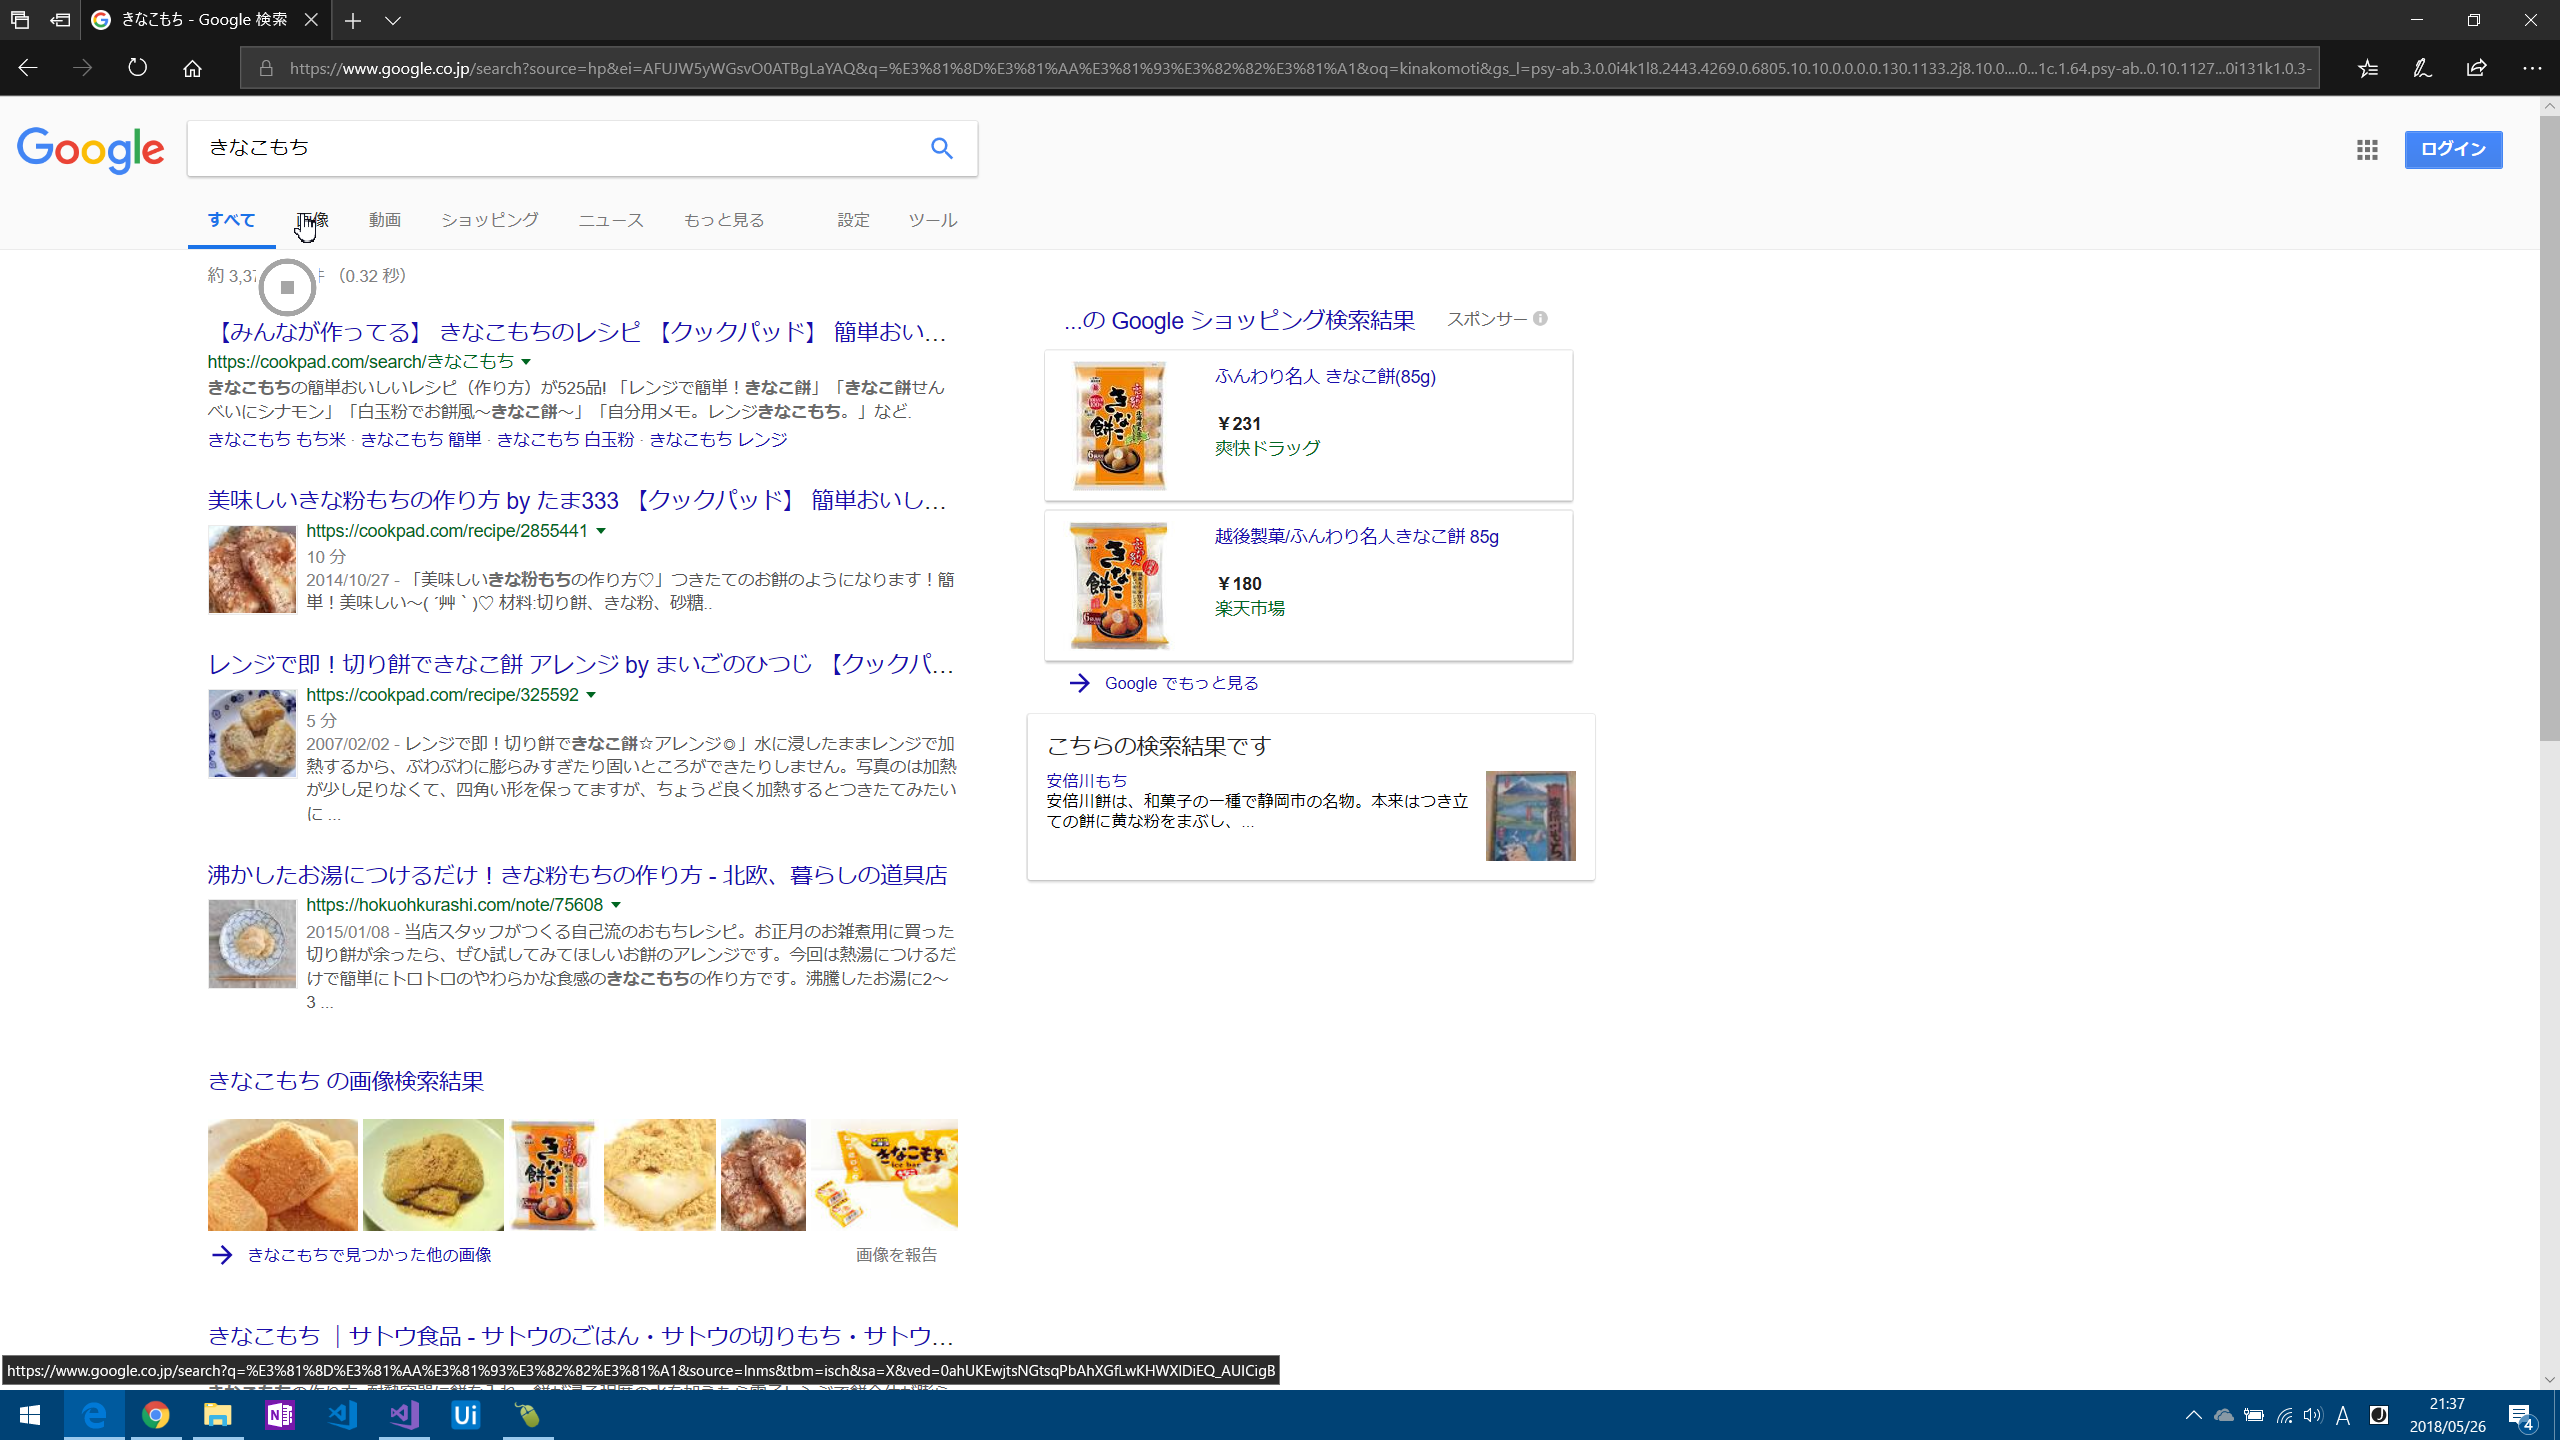 きなこもち - Google 検索
https://www.google.co.jp/search?source=hp&ei=AFUJW5yWGsvO0ATBgLaYAQ&q=%E3%81%8D%E3%81%AA%E3%81%93%E3%82%82%E3%81%A1&oq=kinakomoti&gs_l=psy-ab.3.0.0i4k1l8.2443.4269.0.6805.10.10.0.0.0.0.130.1133.2j8.10.0....0...1c.1.64.psy-ab..0.10.1127...0i131k1.0.3-
Google
きなこもち
ログイン
すべて 画像 動画 ショッピング ニュース もっと見る 設定 ツール
約 3,37 (0.32 秒)
【みんなが作ってる】 きなこもちのレシピ 【クックパッド】 簡単おい...
https://cookpad.com/search/きなこもち
きなこもちの簡単おいしいレシピ（作り方）が525品! 「レンジで簡単！きなこ餅」「きなこ餅せん
べいにシナモン」「白玉粉でお餅風〜きなこ餅〜」「自分用メモ。レンジきなこもち。」など.
きなこもち もち米 · きなこもち 簡単 · きなこもち 白玉粉 · きなこもち レンジ
美味しいきな粉もちの作り方 by たま333 【クックパッド】 簡単おいし...
https://cookpad.com/recipe/2855441
10 分
2014/10/27 - 「美味しいきな粉もちの作り方♡」つきたてのお餅のようになります！簡
単！美味しい〜( ´艸｀)♡ 材料:切り餅、きな粉、砂糖..
レンジで即！切り餅できなこ餅 アレンジ by まいごのひつじ 【クックパ...
https://cookpad.com/recipe/325592
5 分
2007/02/02 - レンジで即！切り餅できなこ餅☆アレンジ◎」水に浸したままレンジで加
熱するから、ぶわぶわに膨らみすぎたり固いところができたりしません。写真のは加熱
が少し足りなくて、四角い形を保ってますが、ちょうど良く加熱するとつきたてみたい
に ...
沸かしたお湯につけるだけ！きな粉もちの作り方 - 北欧、暮らしの道具店
https://hokuohkurashi.com/note/75608
2015/01/08 - 当店スタッフがつくる自己流のおもちレシピ。お正月のお雑煮用に買った
切り餅が余ったら、ぜひ試してみてほしいお餅のアレンジです。今回は熱湯につけるだ
けで簡単にトロトロのやわらかな食感のきなこもちの作り方です。沸騰したお湯に2〜
3 ...
きなこもち の画像検索結果
きなこ餅
きなこもち
ice bar
きなこもちで見つかった他の画像
画像を報告
きなこもち ｜サトウ食品 - サトウのごはん・サトウの切りもち・サトウ...
...の Google ショッピング検索結果
スポンサー
きなこ餅
ふんわり名人 きなこ餅(85g)
￥231
爽快ドラッグ
きなこ餅
越後製菓/ふんわり名人きなこ餅 85g
￥180
楽天市場
Google でもっと見る
こちらの検索結果です
安倍川もち
安倍川餅は、和菓子の一種で静岡市の名物。本来はつき立
ての餅に黄な粉をまぶし、...
https://www.google.co.jp/search?q=%E3%81%8D%E3%81%AA%E3%81%93%E3%82%82%E3%81%A1&source=lnms&tbm=isch&sa=X&ved=0ahUKEwjtsNGtsqPbAhXGfLwKHWXIDiEQ_AUICigB
Ui
A
21:37
2018/05/26
4